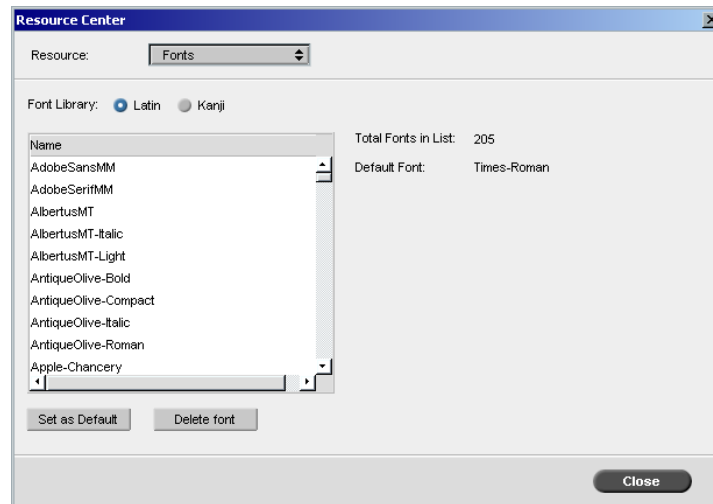 Resource Center
Resource: Fonts
Font Library: Latin Kanji
Name
AdobeSansMM
AdobeSerifMM
AlbertusMT
AlbertusMT-Italic
AlbertusMT-Light
AntiqueOlive-Bold
AntiqueOlive-Compact
AntiqueOlive-Italic
AntiqueOlive-Roman
Apple-Chancery
Total Fonts in List: 205
Default Font: Times-Roman
Set as Default Delete font
Close